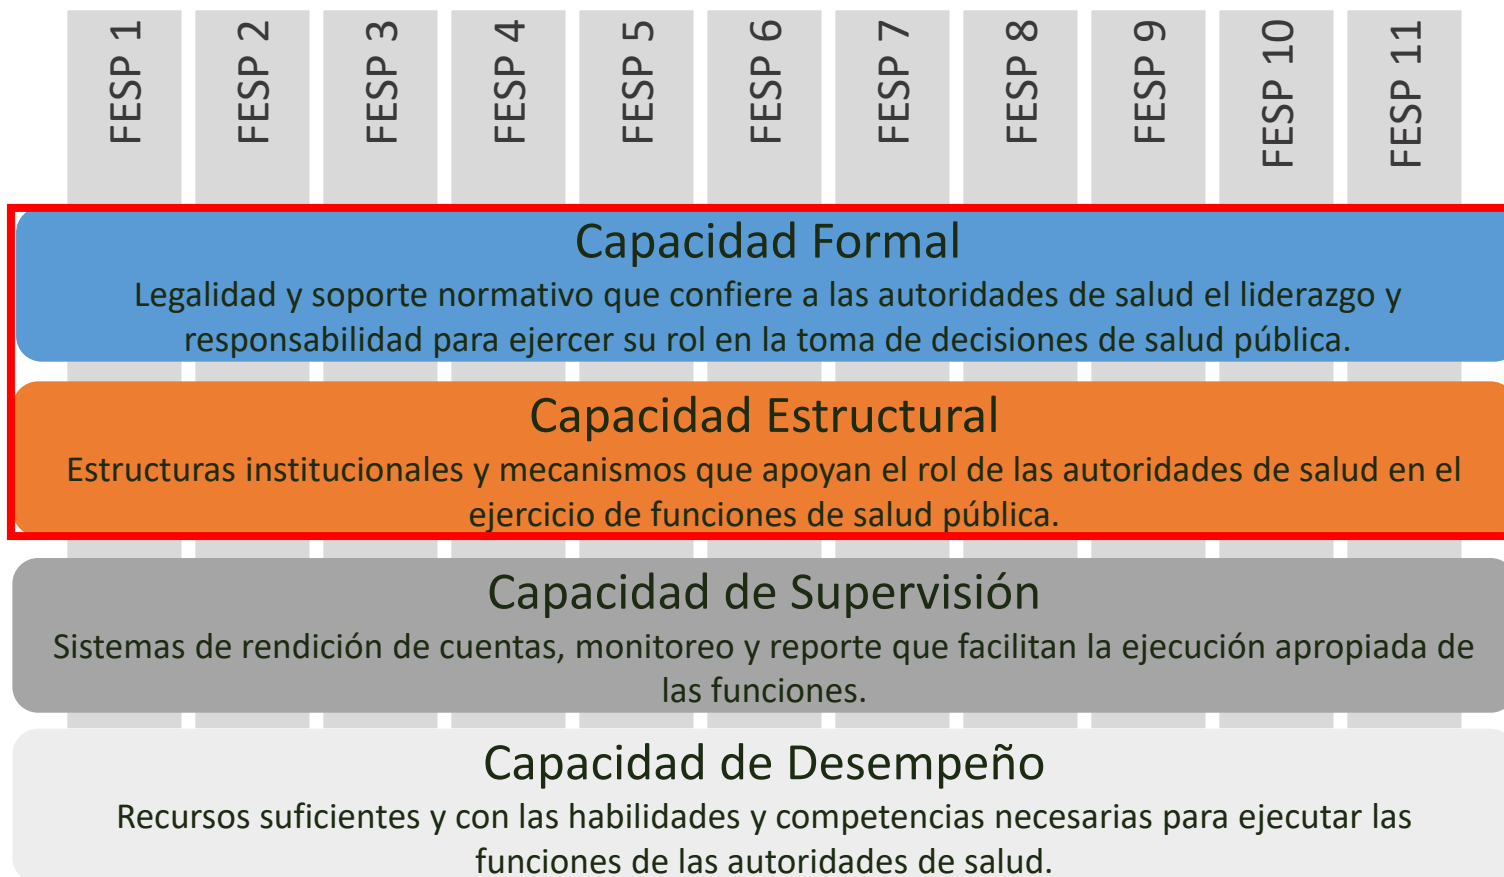 FESP 1
FESP 2
FESP 3
FESP 4
FESP 5
FESP 6
FESP 7
FESP 8
FESP 9
FESP 10
FESP 11
Capacidad Formal
Legalidad y soporte normativo que confiere a las autoridades de salud el liderazgo y
responsabilidad para ejercer su rol en la toma de decisiones de salud pública.
Capacidad Estructural
Estructuras institucionales y mecanismos que apoyan el rol de las autoridades de salud en el
ejercicio de funciones de salud pública.
Capacidad de Supervisión
Sistemas de rendición de cuentas, monitoreo y reporte que facilitan la ejecución apropiada de
las funciones.
Capacidad de Desempeño
Recursos suficientes y con las habilidades y competencias necesarias para ejecutar las
funciones de las autoridades de salud.